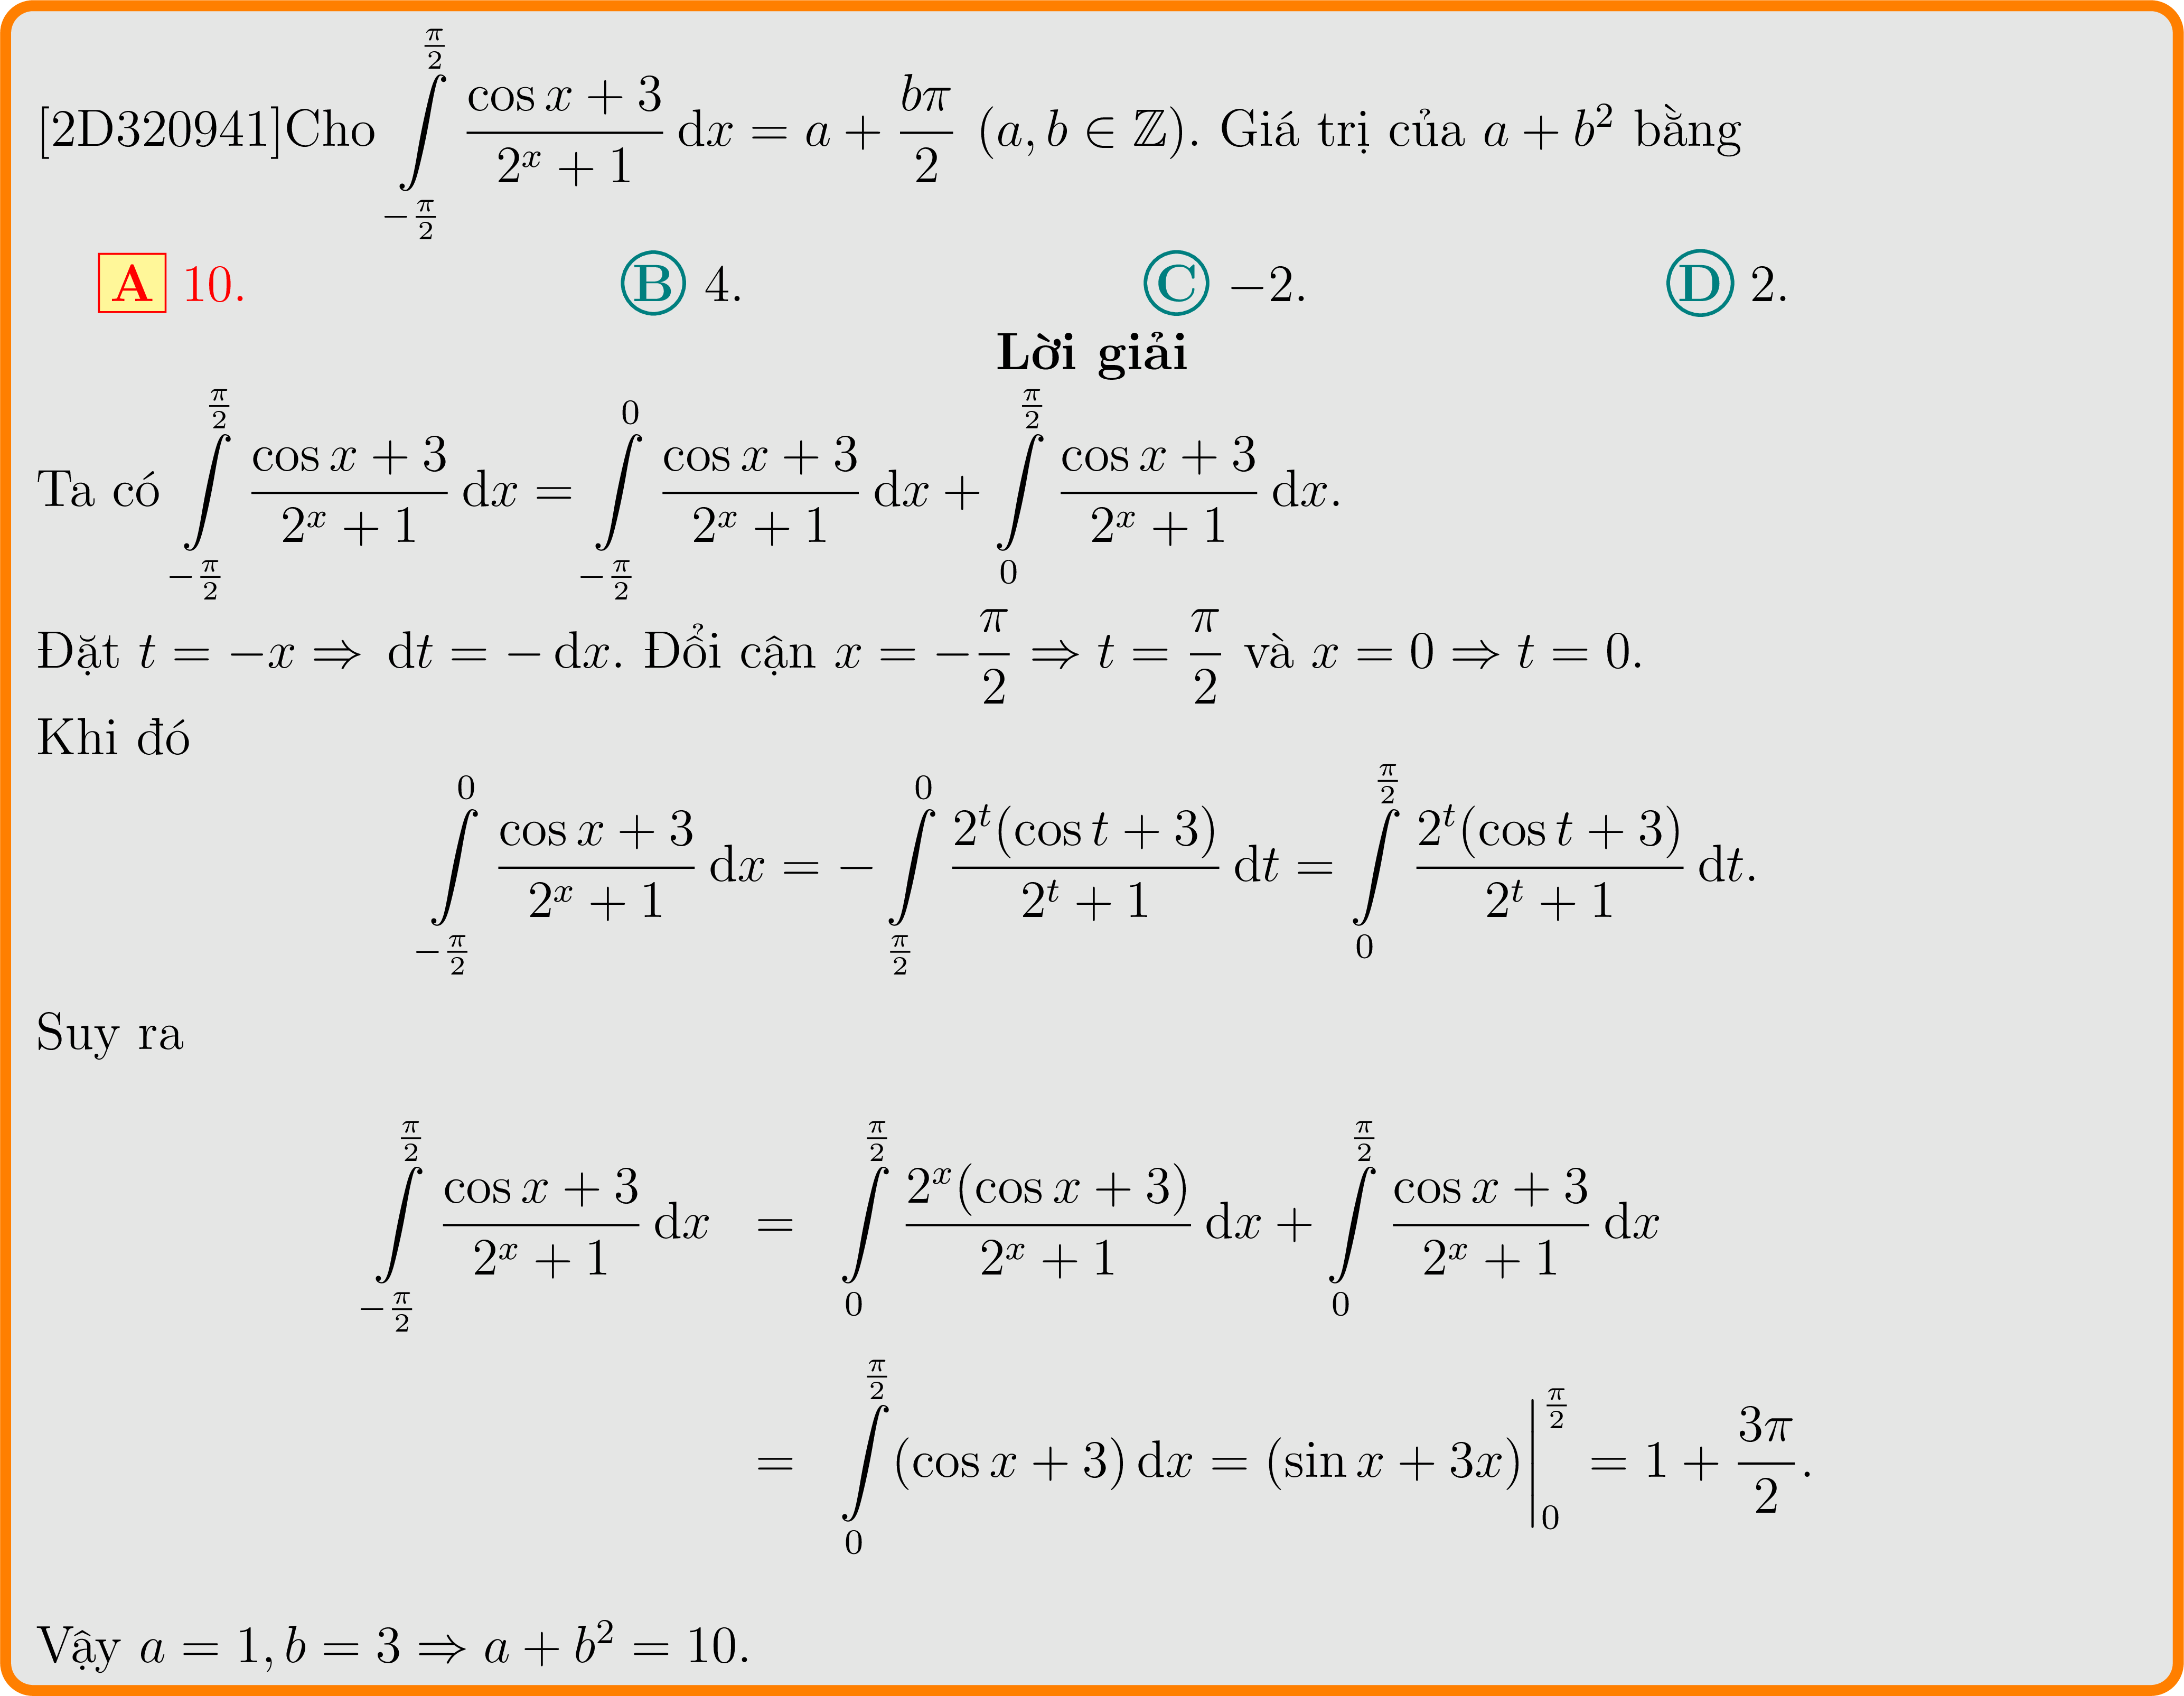 [2D320941]Cho $\int\limits_{-\frac{\pi}{2}}^{\frac{\pi}{2}} \frac{\cos x + 3}{2^x + 1} \, \mathrm{d}x = a + \frac{b\pi}{2}$ $(a, b \in \mathbb{Z})$. Giá trị của $a + b^2$ bằng
A 10. B 4. C −2. D 2.
Lời giải
Ta có $\int\limits_{-\frac{\pi}{2}}^{\frac{\pi}{2}} \frac{\cos x + 3}{2^x + 1} \, \mathrm{d}x = \int\limits_{-\frac{\pi}{2}}^{0} \frac{\cos x + 3}{2^x + 1} \, \mathrm{d}x + \int\limits_{0}^{\frac{\pi}{2}} \frac{\cos x + 3}{2^x + 1} \, \mathrm{d}x.$
Đặt $t = -x \Rightarrow \mathrm{d}t = -\,\mathrm{d}x$. Đổi cận $x = -\frac{\pi}{2} \Rightarrow t = \frac{\pi}{2}$ và $x = 0 \Rightarrow t = 0.$
Khi đó
$\int\limits_{-\frac{\pi}{2}}^{0} \frac{\cos x + 3}{2^x + 1} \, \mathrm{d}x = -\int\limits_{\frac{\pi}{2}}^{0} \frac{2^t(\cos t + 3)}{2^t + 1} \, \mathrm{d}t = \int\limits_{0}^{\frac{\pi}{2}} \frac{2^t(\cos t + 3)}{2^t + 1} \, \mathrm{d}t.$
Suy ra
$\int\limits_{-\frac{\pi}{2}}^{\frac{\pi}{2}} \frac{\cos x + 3}{2^x + 1} \, \mathrm{d}x = \int\limits_{0}^{\frac{\pi}{2}} \frac{2^x(\cos x + 3)}{2^x + 1} \, \mathrm{d}x + \int\limits_{0}^{\frac{\pi}{2}} \frac{\cos x + 3}{2^x + 1} \, \mathrm{d}x$
$= \int\limits_{0}^{\frac{\pi}{2}} (\cos x + 3) \, \mathrm{d}x = (\sin x + 3x)\Big|_{0}^{\frac{\pi}{2}} = 1 + \frac{3\pi}{2}.$
Vậy $a = 1, b = 3 \Rightarrow a + b^2 = 10.$